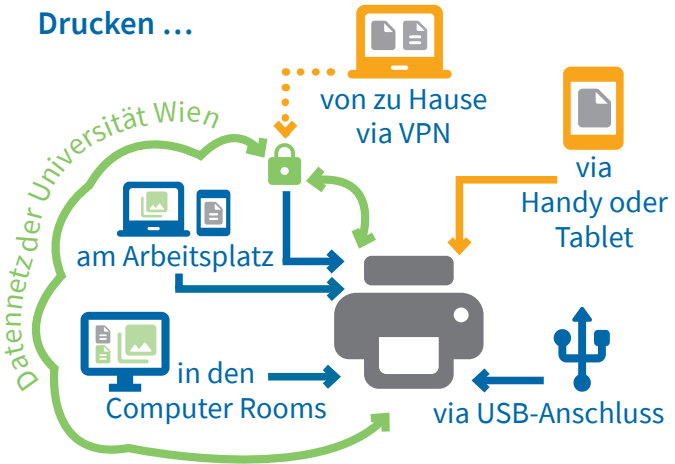 Drucken …
von zu Hause
via VPN
via
Handy oder
Tablet
Datennetz der Universität Wien
am Arbeitsplatz
in den
Computer Rooms
via USB-Anschluss